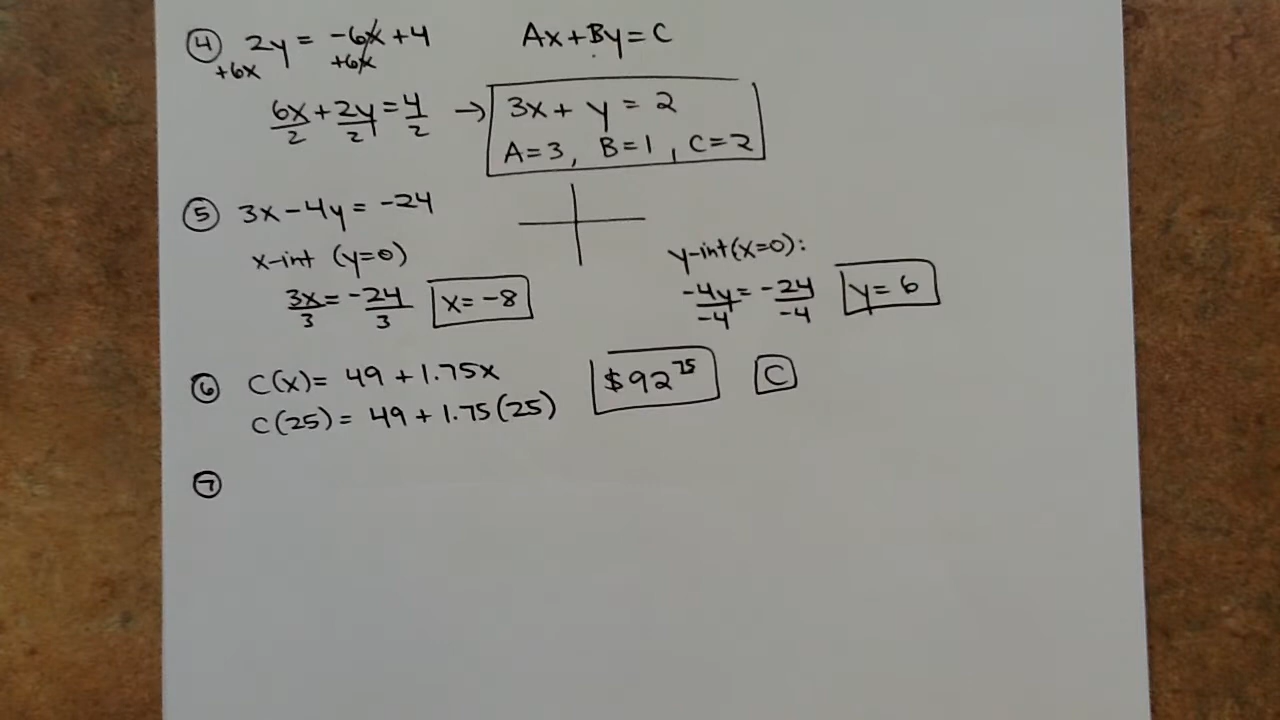 ④ 2y = -6x + 4 Ax + By = C
+6x +6x
6x/2 + 2y/2 = 4/2 → 3x + y = 2
A = 3, B = 1, C = 2
⑤ 3x - 4y = -24
x-int (y=0) y-int (x=0):
3x/3 = -24/3 x = -8 -4y/-4 = -24/-4 y = 6
⑥ C(x) = 49 + 1.75x $92 75 C
C(25) = 49 + 1.75(25)
⑦